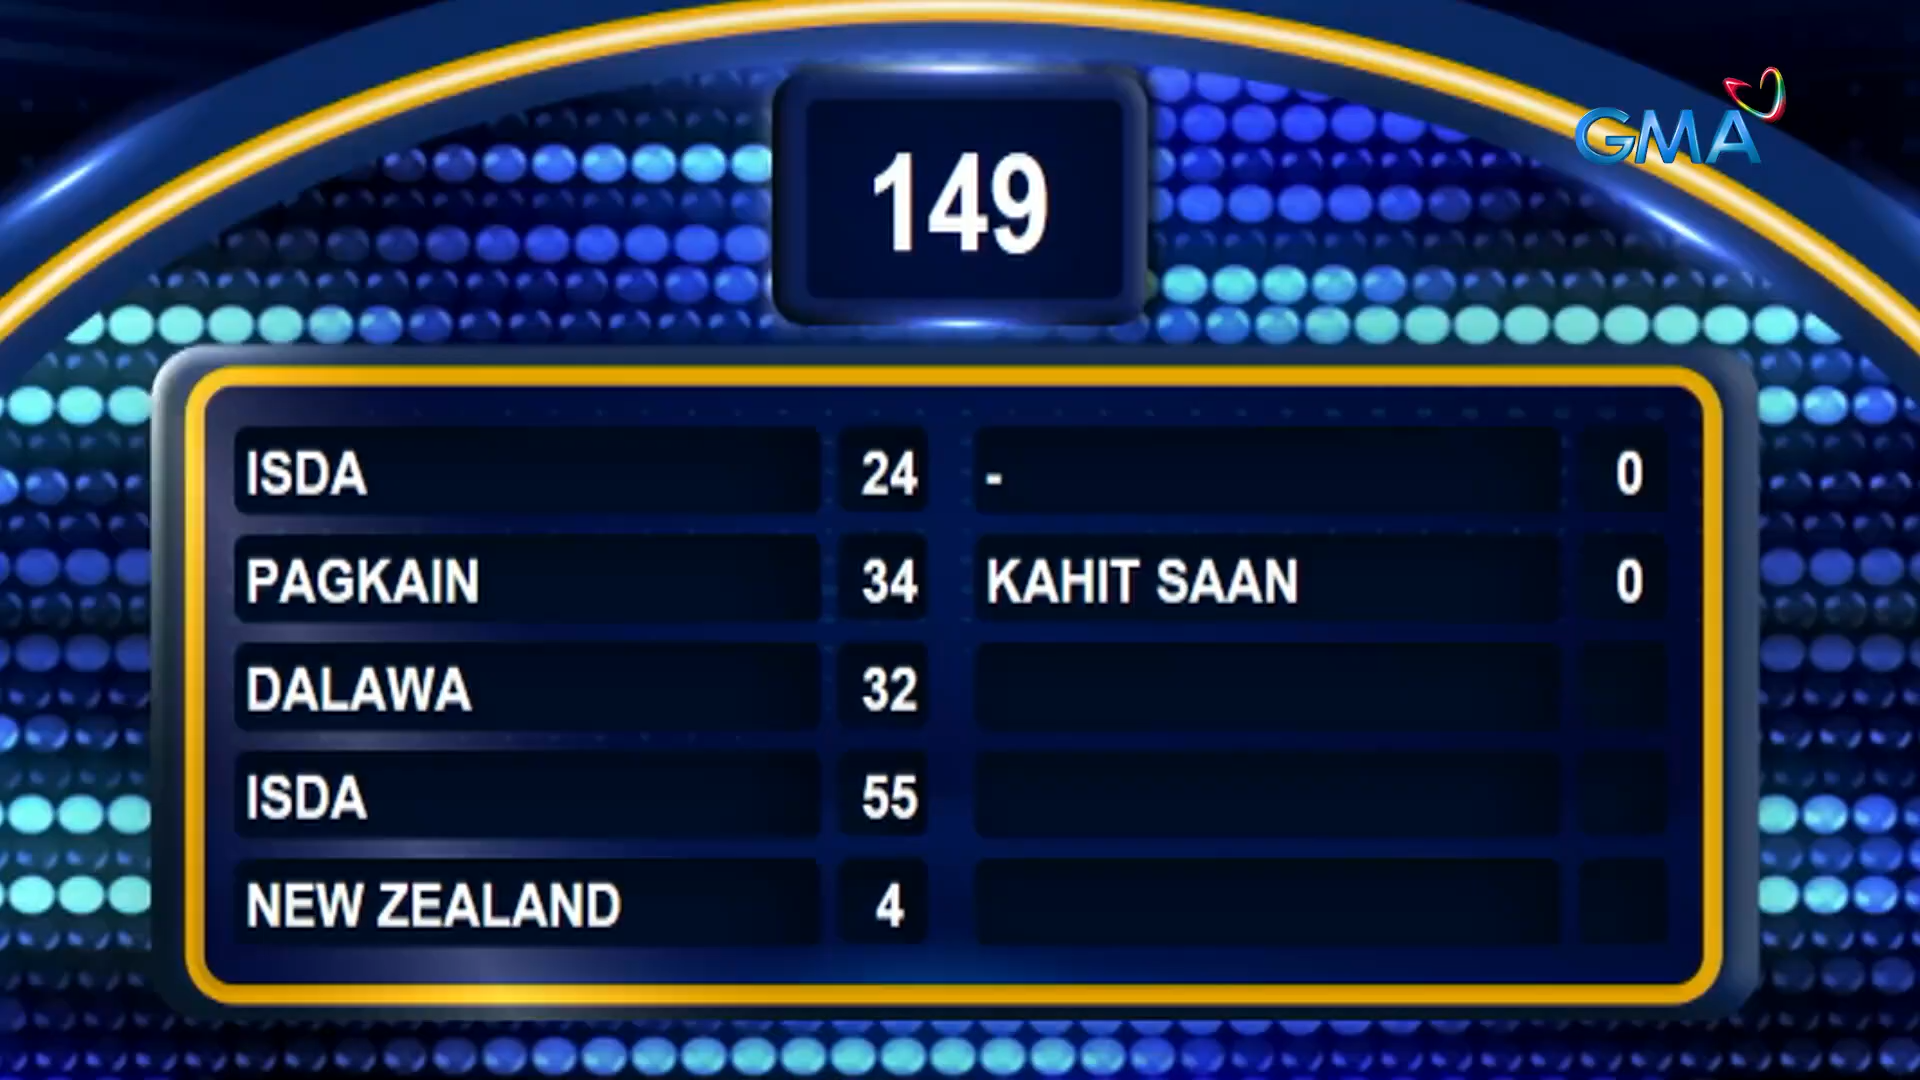 149
GMA
ISDA 24 - 0
PAGKAIN 34 KAHIT SAAN 0
DALAWA 32
ISDA 55
NEW ZEALAND 4